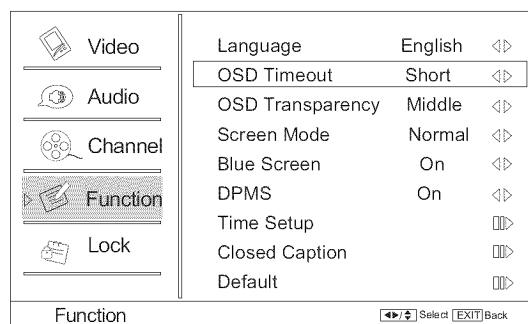 Video
Audio
Channel
Function
Lock
Language English
OSD Timeout Short
OSD Transparency Middle
Screen Mode Normal
Blue Screen On
DPMS On
Time Setup
Closed Caption
Default
Function
Select EXIT Back